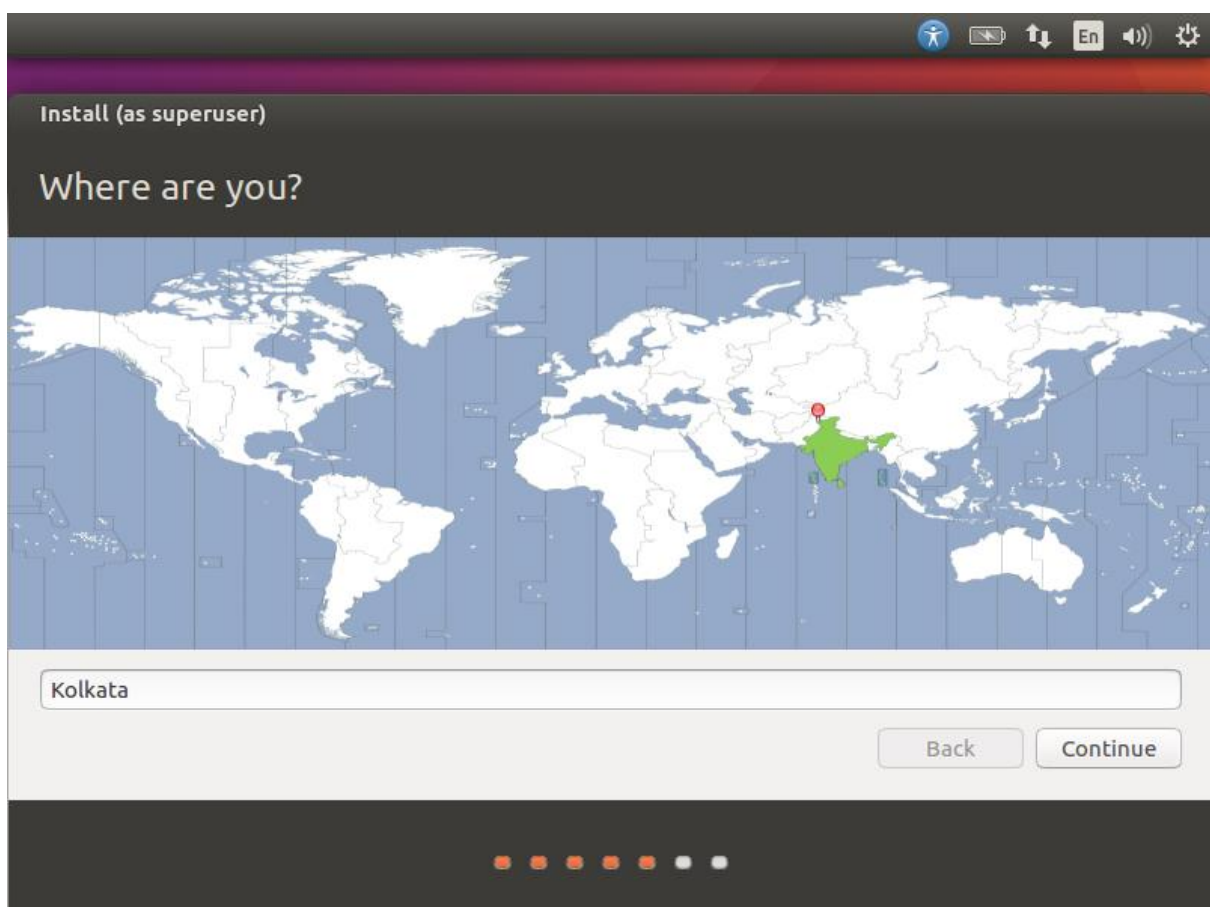 En
Install (as superuser)
Where are you?
Kolkata
Back
Continue